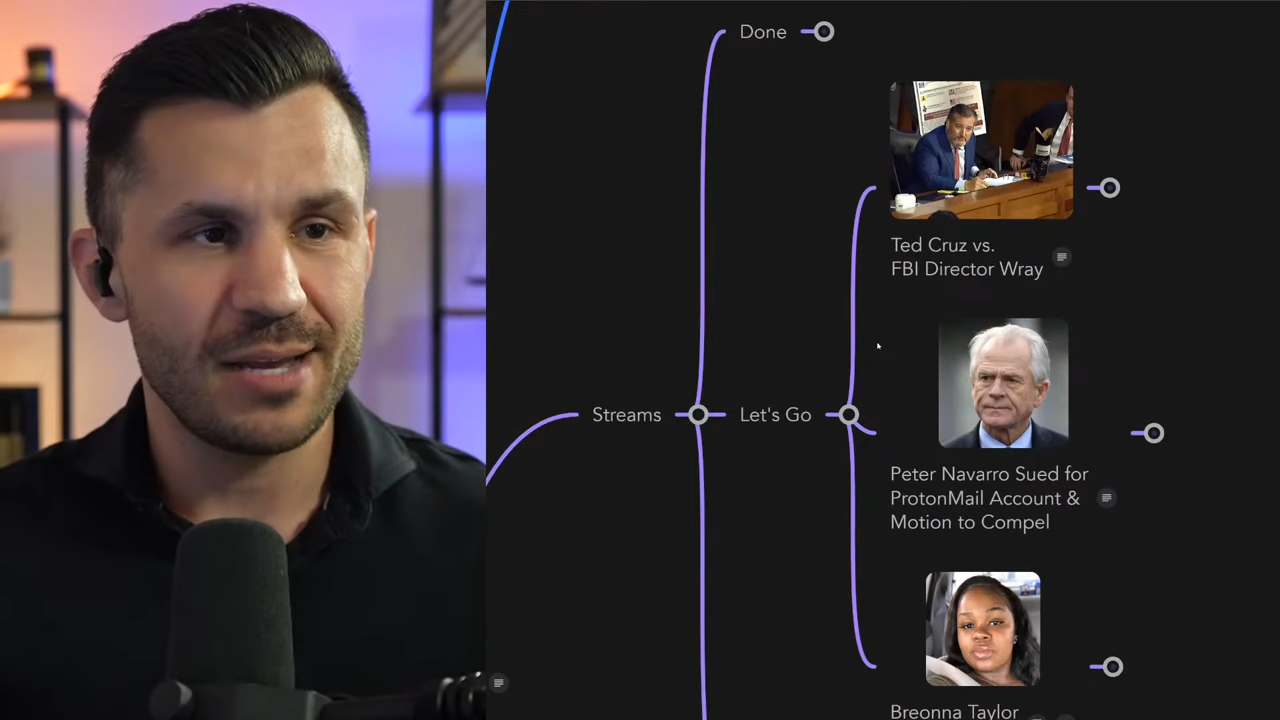 Done
Ted Cruz vs.
FBI Director Wray
Streams
Let's Go
Peter Navarro Sued for
ProtonMail Account &
Motion to Compel
Breonna Taylor